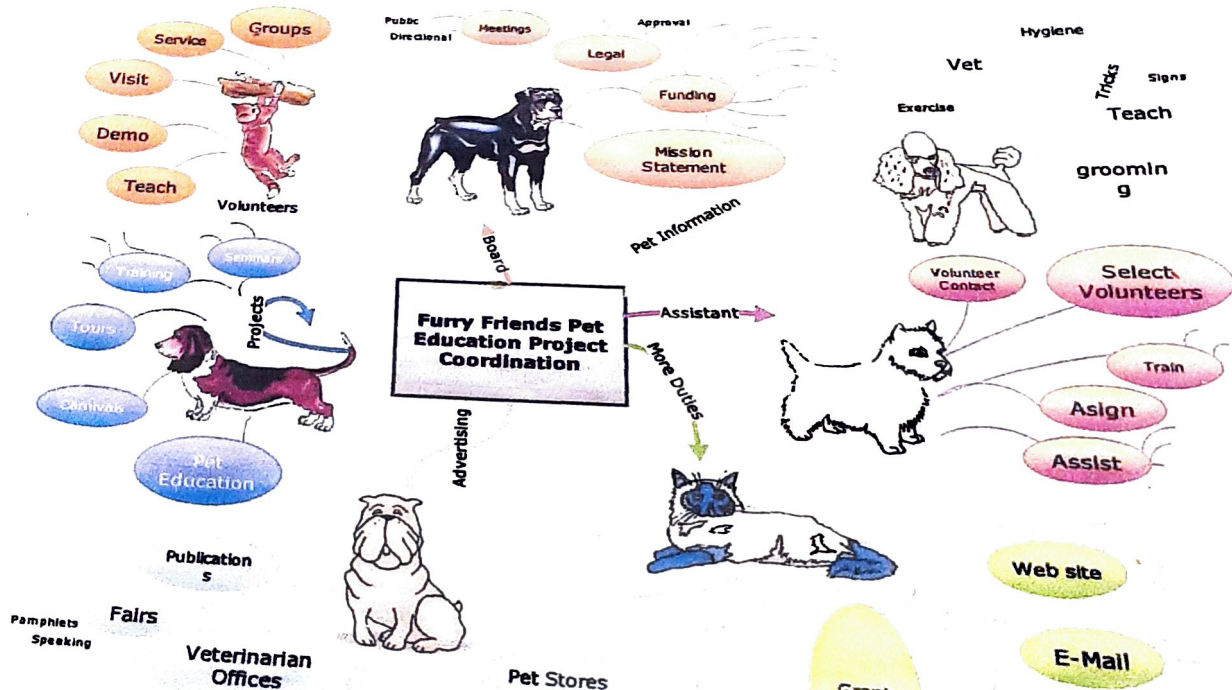 Groups
Service
Visit
Demo
Teach
Volunteers
Public
Directional
Meetings
Approval
Legal
Funding
Mission
Statement
Hygiene
Vet
Tricks
Signs
Exercise
Teach
groomin
g
Pet Information
Board
Seminars
Training
Tours
Projects
Carnivals
Pet
Education
Furry Friends Pet
Education Project
Coordination
Assistant
More Duties
Advertising
Volunteer
Contact
Select
Volunteers
Train
Asign
Assist
Publication
s
Fairs
Pamphlets
Speaking
Veterinarian
Offices
Pet Stores
Web site
E-Mail